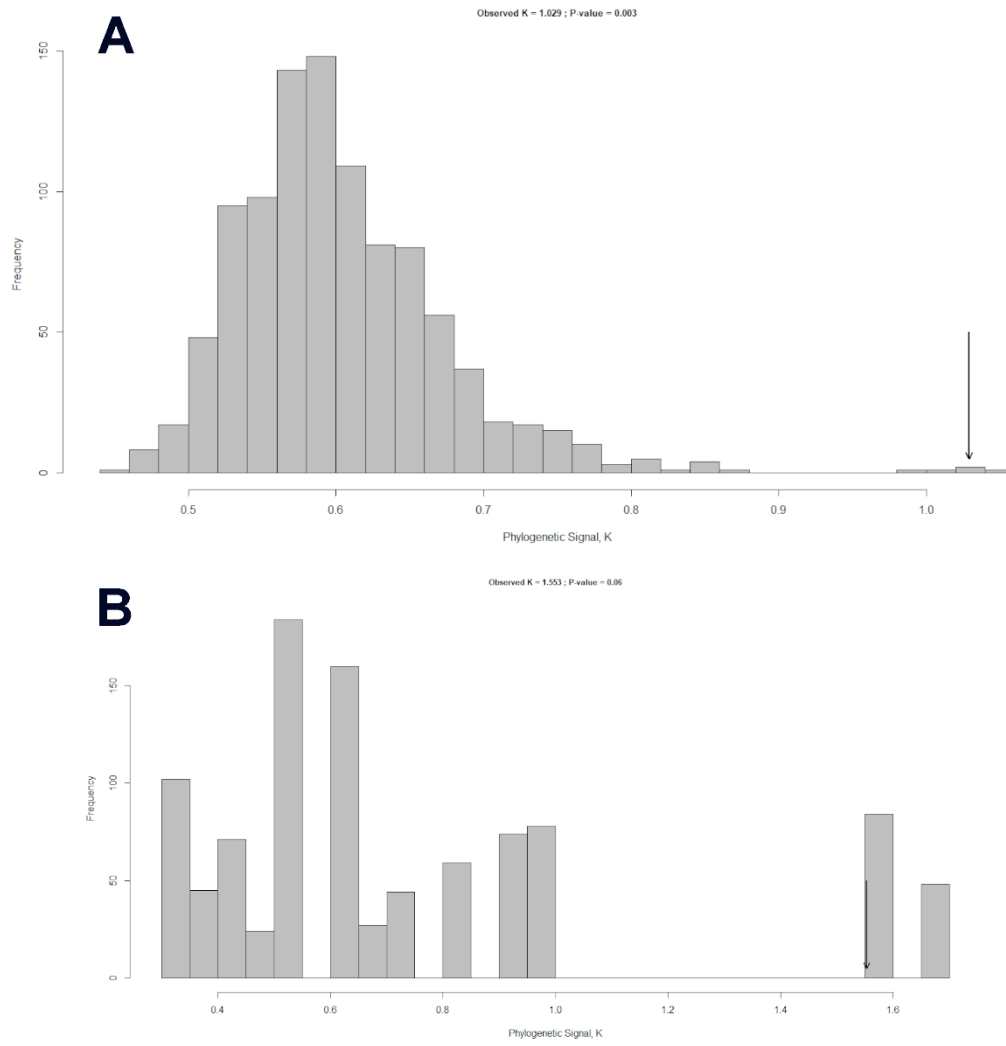 A
Observed K = 1.029 ; P-value = 0.003
150
100
50
0
Frequency
0.5 0.6 0.7 0.8 0.9 1.0
Phylogenetic Signal, K
B
Observed K = 1.553 ; P-value = 0.06
150
100
50
0
Frequency
0.4 0.6 0.8 1.0 1.2 1.4 1.6
Phylogenetic Signal, K